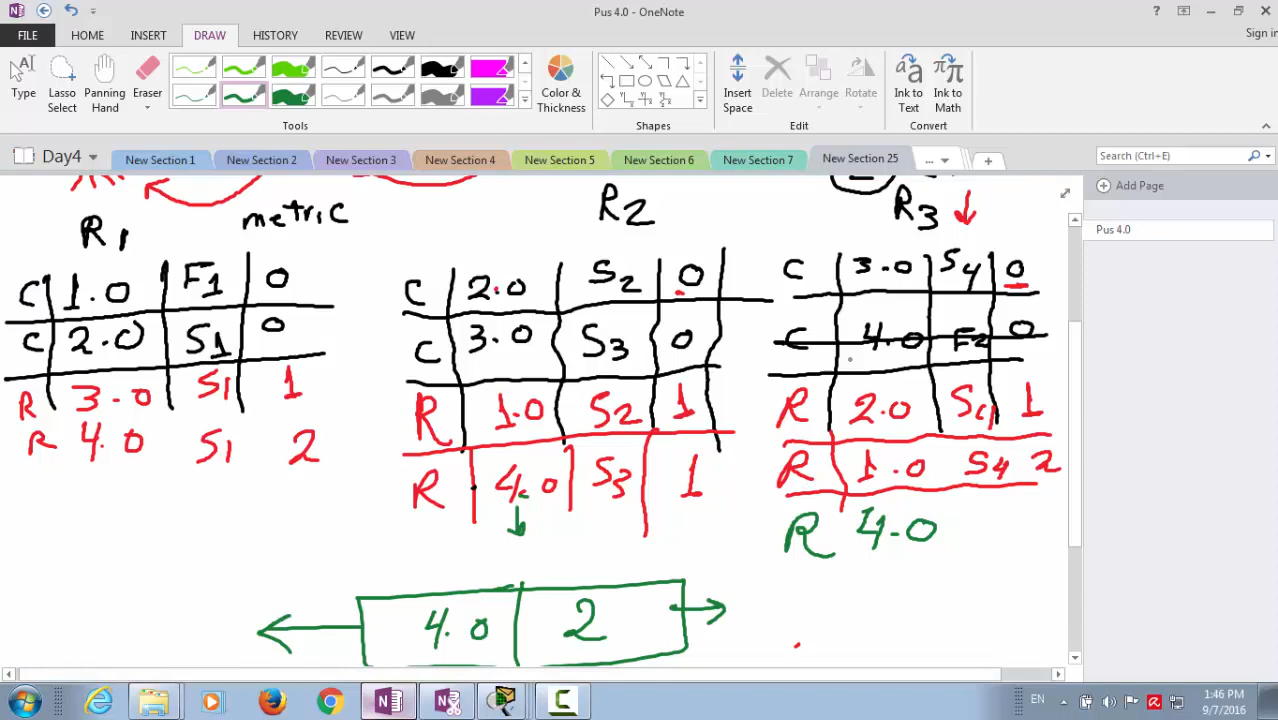 Pus 4.0 - OneNote
Sign in
FILE HOME INSERT DRAW HISTORY REVIEW VIEW
Type
Lasso Select
Panning Hand
Eraser
Color & Thickness
Insert Space
Delete
Arrange
Rotate
Ink to Text
Ink to Math
Tools
Shapes
Edit
Convert
Day4 New Section 1 New Section 2 New Section 3 New Section 4 New Section 5 New Section 6 New Section 7 New Section 25 ... Search (Ctrl+E)
Add Page
Pus 4.0
R1 metric
C 1.0 F1 0
C 2.0 S1 0
R 3.0 S1 1
R 4.0 S1 2
R2
C 2.0 S2 0
C 3.0 S3 0
R 1.0 S2 1
R 4.0 S3 1
R3
C 3.0 S4 0
C 4.0 F2 0
R 2.0 S4 1
R 1.0 S4 2
R 4.0
4.0 2
EN
1:46 PM
9/7/2016